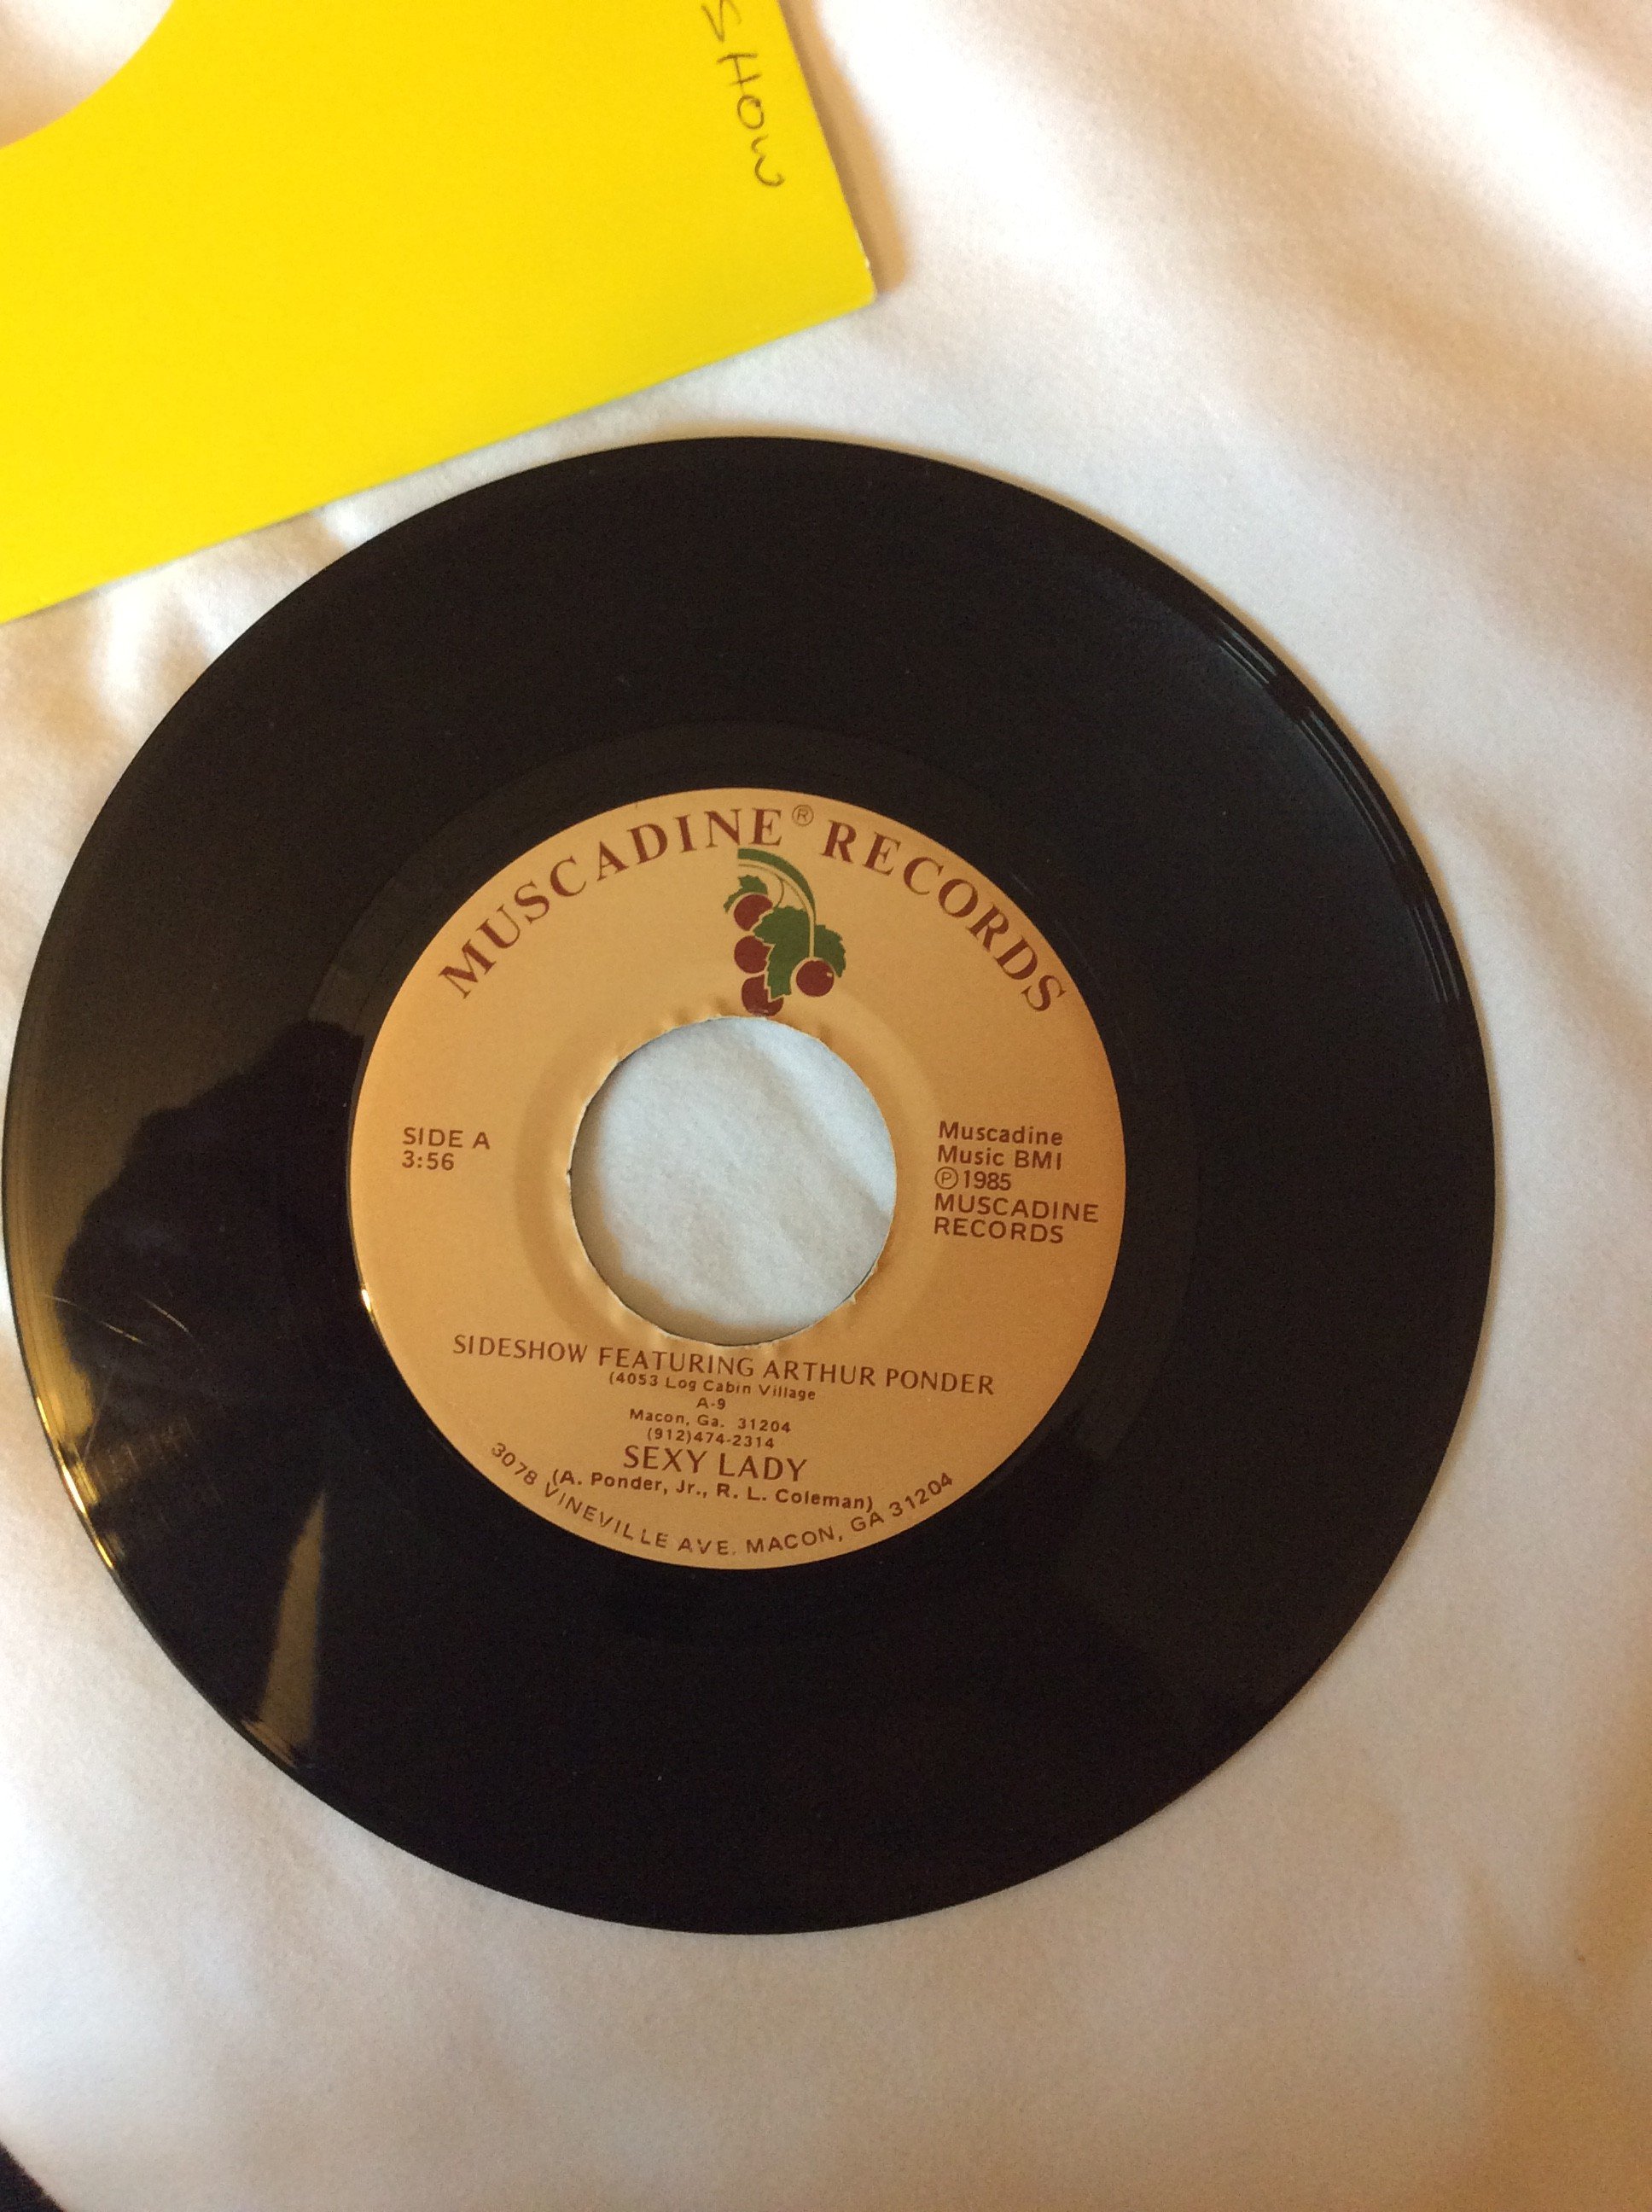 SHOW
MUSCADINE® RECORDS
SIDE A
3:56
Muscadine
Music BMI
℗1985
MUSCADINE
RECORDS
SIDESHOW FEATURING ARTHUR PONDER
(4053 Log Cabin Village
A-9
Macon, Ga. 31204
(912)474-2314
SEXY LADY
(A. Ponder, Jr., R. L. Coleman)
3078 VINEVILLE AVE. MACON, GA 31204